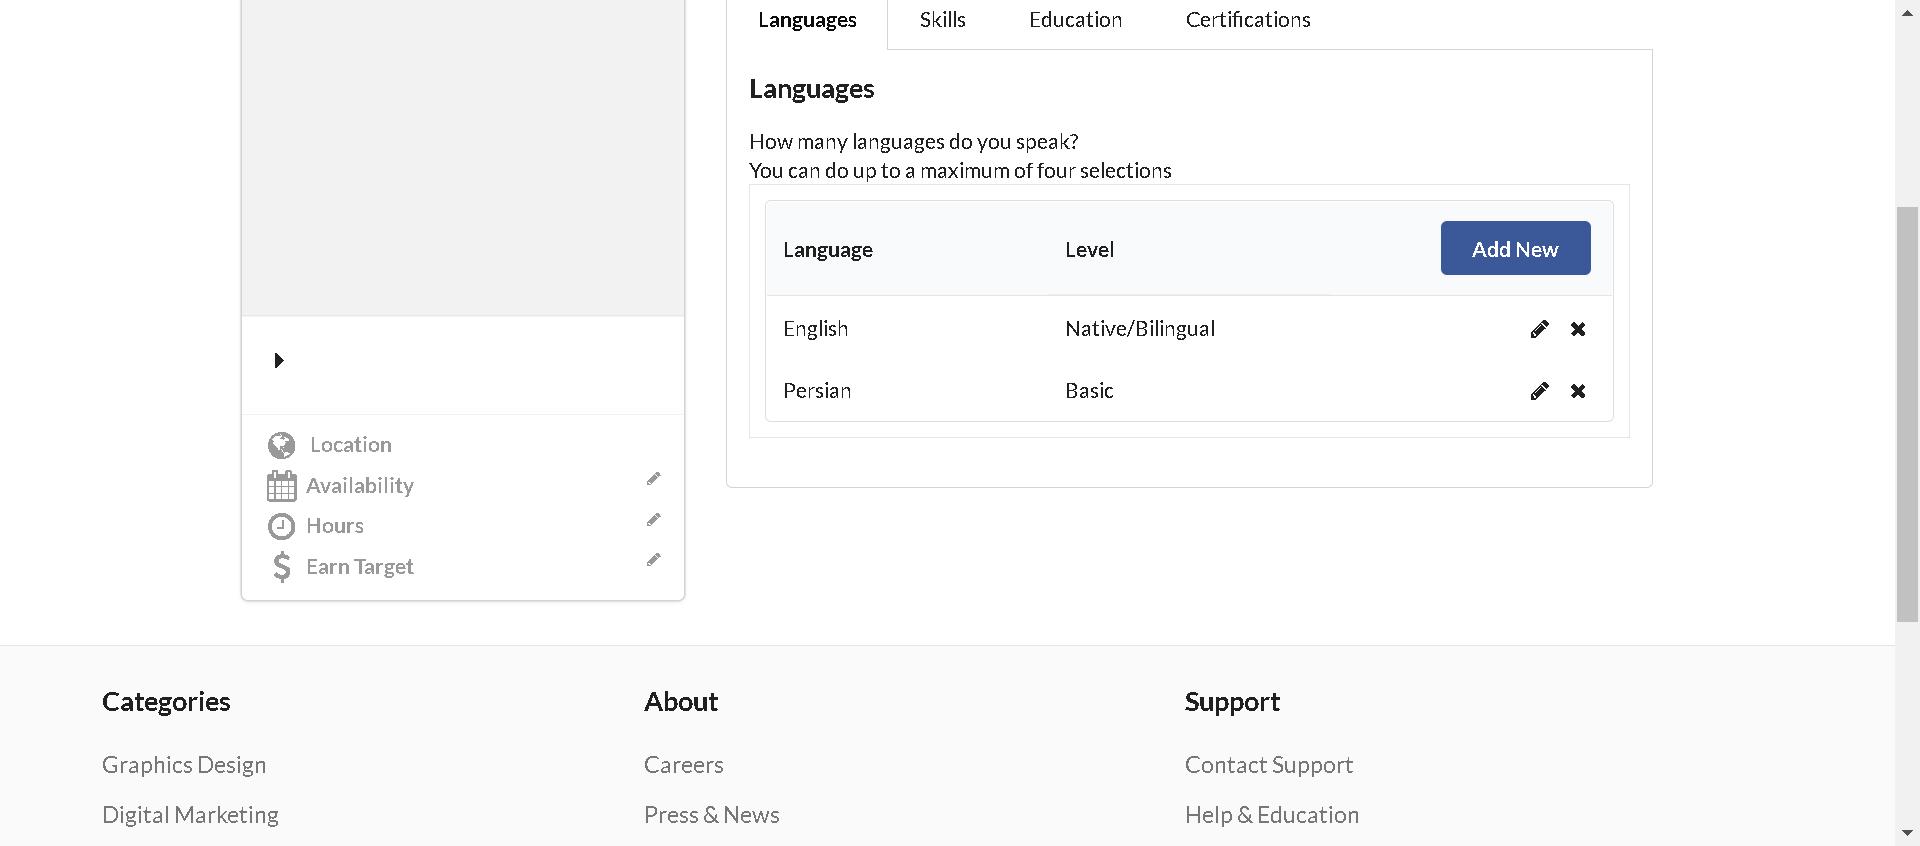 Languages Skills Education Certifications
Languages
How many languages do you speak?
You can do up to a maximum of four selections
Language Level Add New
English Native/Bilingual
Persian Basic
Location
Availability
Hours
Earn Target
Categories About Support
Graphics Design Careers Contact Support
Digital Marketing Press & News Help & Education